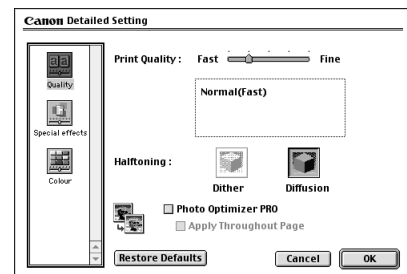 Canon Detailed Setting
Print Quality : Fast Fine
Quality
Normal(Fast)
Special effects
Halftoning :
Colour
Dither Diffusion
Photo Optimizer PRO
Apply Throughout Page
Restore Defaults Cancel OK